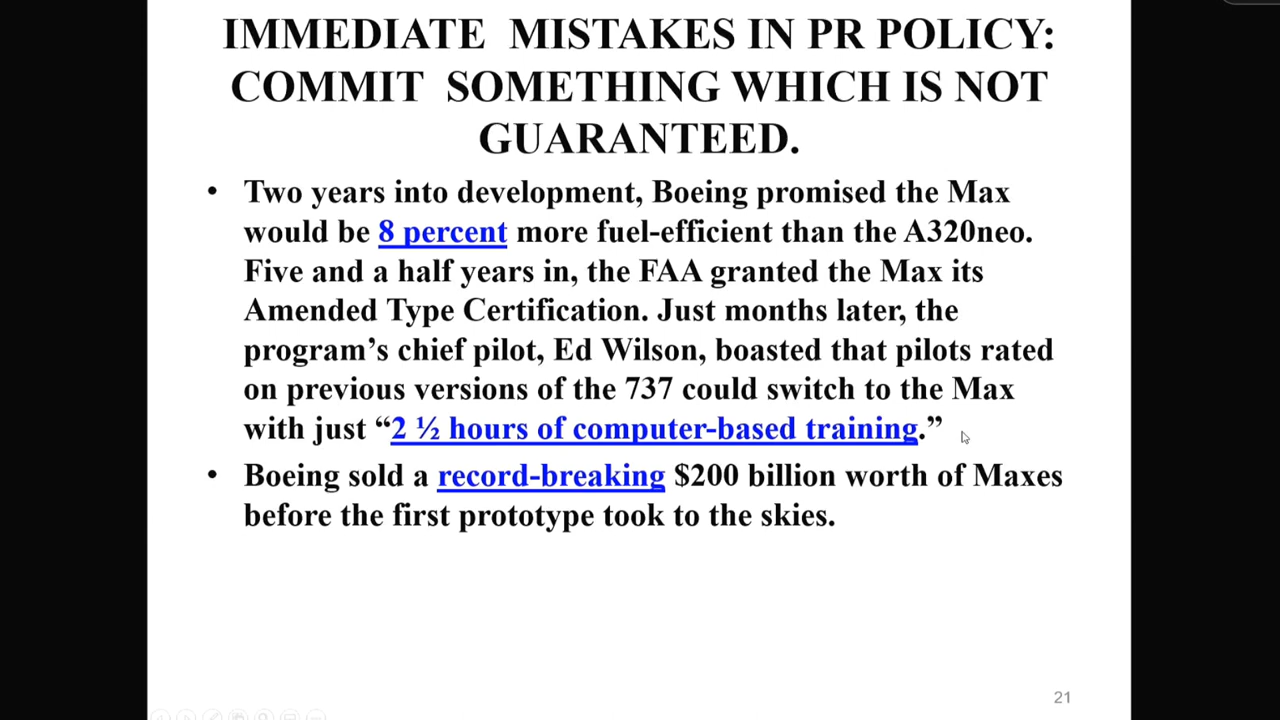 IMMEDIATE MISTAKES IN PR POLICY:
COMMIT SOMETHING WHICH IS NOT
GUARANTEED.
• Two years into development, Boeing promised the Max
would be 8 percent more fuel-efficient than the A320neo.
Five and a half years in, the FAA granted the Max its
Amended Type Certification. Just months later, the
program’s chief pilot, Ed Wilson, boasted that pilots rated
on previous versions of the 737 could switch to the Max
with just “2 ½ hours of computer-based training.”
• Boeing sold a record-breaking $200 billion worth of Maxes
before the first prototype took to the skies.
21